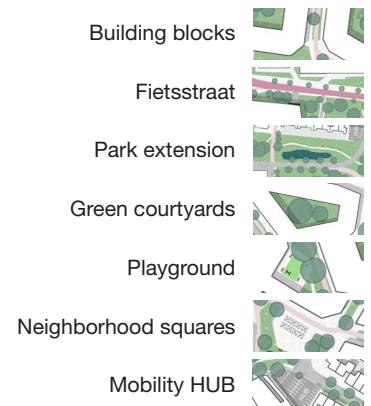 Building blocks
Fietsstraat
Park extension
Green courtyards
Playground
Neighborhood squares
Mobility HUB